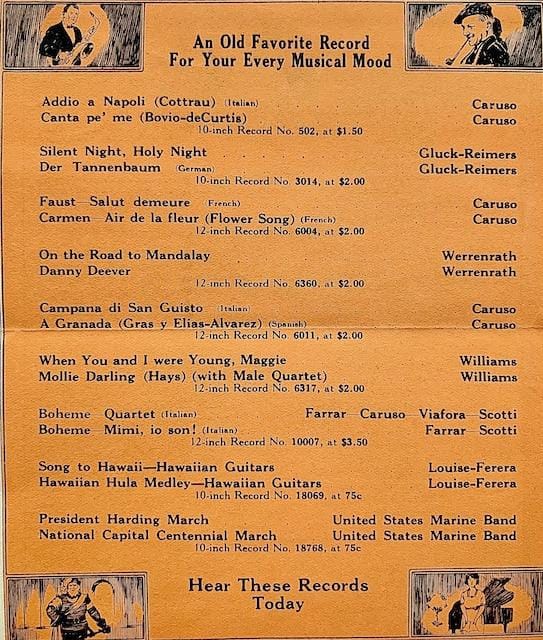 An Old Favorite Record
For Your Every Musical Mood
Addio a Napoli (Cottrau) (Italian) Caruso
Canta pe' me (Bovio-deCurtis) Caruso
10-inch Record No. 502, at $1.50
Silent Night, Holy Night Gluck-Reimers
Der Tannenbaum (German) Gluck-Reimers
10-inch Record No. 3014, at $2.00
Faust—Salut demeure (French) Caruso
Carmen—Air de la fleur (Flower Song) (French) Caruso
12-inch Record No. 6004, at $2.00
On the Road to Mandalay Werrenrath
Danny Deever Werrenrath
12-inch Record No. 6360, at $2.00
Campana di San Guisto (Italian) Caruso
A Granada (Gras y Elias-Alvarez) (Spanish) Caruso
12-inch Record No. 6011, at $2.00
When You and I were Young, Maggie Williams
Mollie Darling (Hays) (with Male Quartet) Williams
12-inch Record No. 6317, at $2.00
Boheme—Quartet (Italian) Farrar—Caruso—Viafora—Scotti
Boheme—Mimi, io son! (Italian) Farrar—Scotti
12-inch Record No. 10007, at $3.50
Song to Hawaii—Hawaiian Guitars Louise-Ferera
Hawaiian Hula Medley—Hawaiian Guitars Louise-Ferera
10-inch Record No. 18069, at 75c
President Harding March United States Marine Band
National Capital Centennial March United States Marine Band
10-inch Record No. 18768, at 75c
Hear These Records
Today